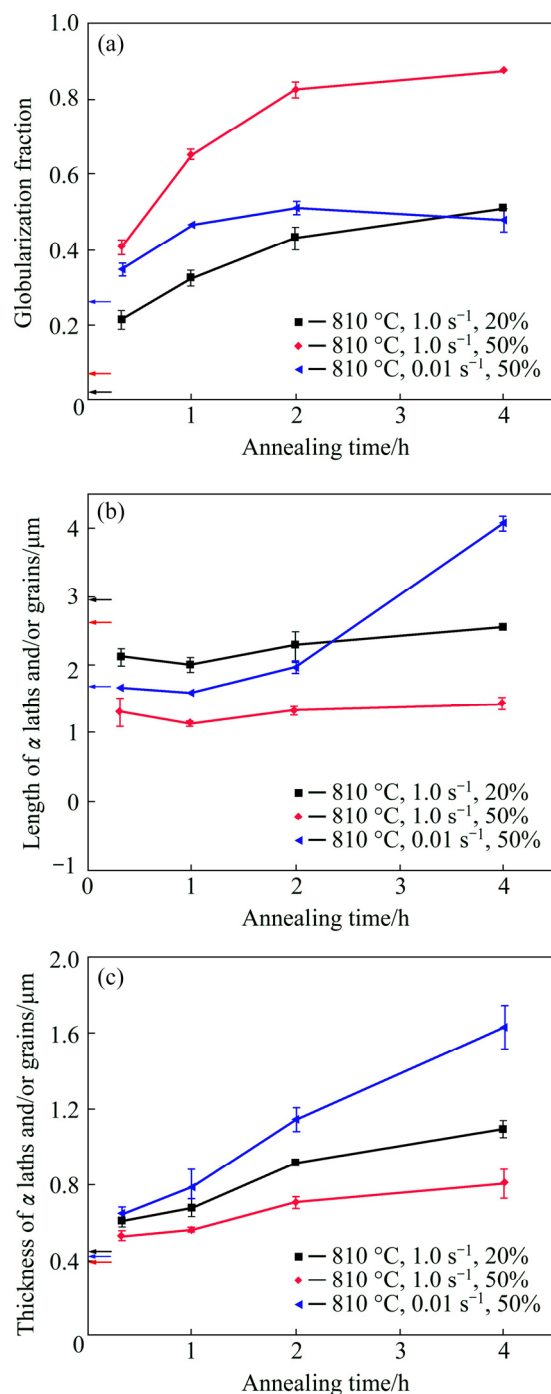 (a)
1.0
0.8
0.6
0.4
0.2
0
Globularization fraction
810 °C, 1.0 s⁻¹, 20%
810 °C, 1.0 s⁻¹, 50%
810 °C, 0.01 s⁻¹, 50%
1 2 3 4
Annealing time/h
(b)
4
3
2
1
0
−1
Length of α laths and/or grains/μm
810 °C, 1.0 s⁻¹, 20%
810 °C, 1.0 s⁻¹, 50%
810 °C, 0.01 s⁻¹, 50%
0 1 2 3 4
Annealing time/h
(c)
2.0
1.6
1.2
0.8
0.4
0
Thickness of α laths and/or grains/μm
810 °C, 1.0 s⁻¹, 20%
810 °C, 1.0 s⁻¹, 50%
810 °C, 0.01 s⁻¹, 50%
1 2 3 4
Annealing time/h